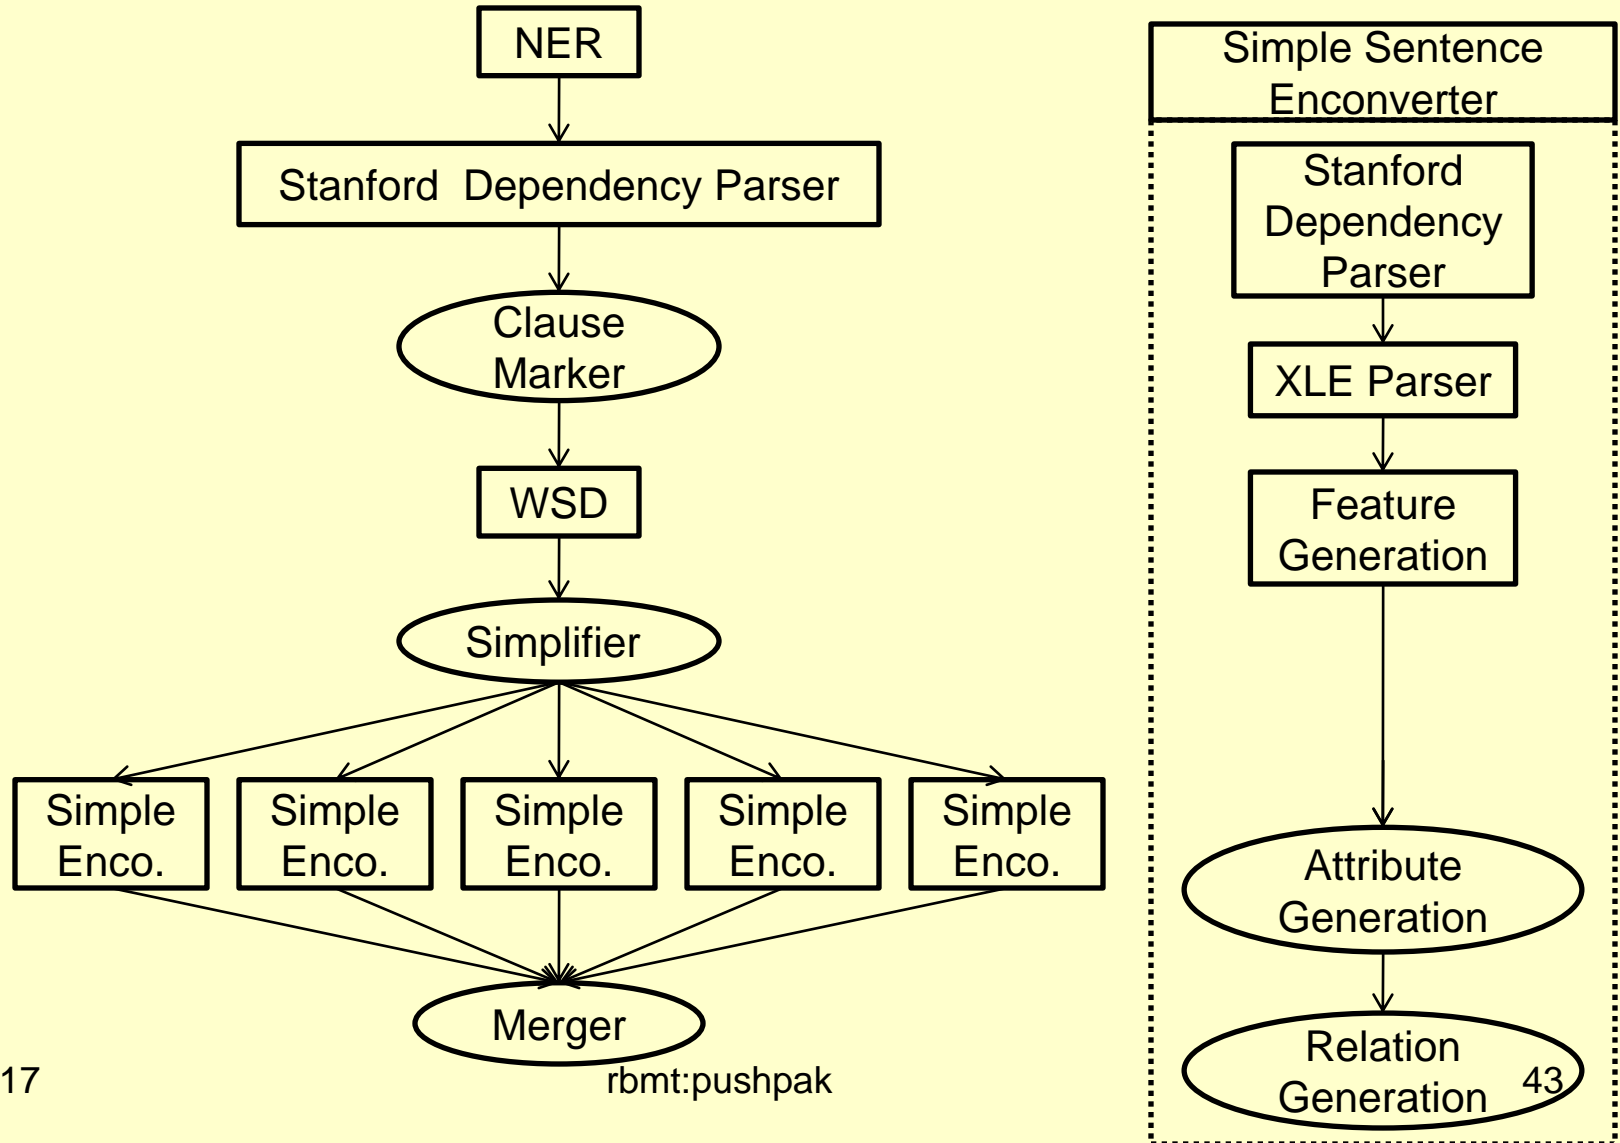 NER
Stanford Dependency Parser
Clause
Marker
WSD
Simplifier
Simple
Enco.
Simple
Enco.
Simple
Enco.
Simple
Enco.
Simple
Enco.
Merger
Simple Sentence
Enconverter
Stanford
Dependency
Parser
XLE Parser
Feature
Generation
Attribute
Generation
Relation
Generation
17
rbmt:pushpak
43